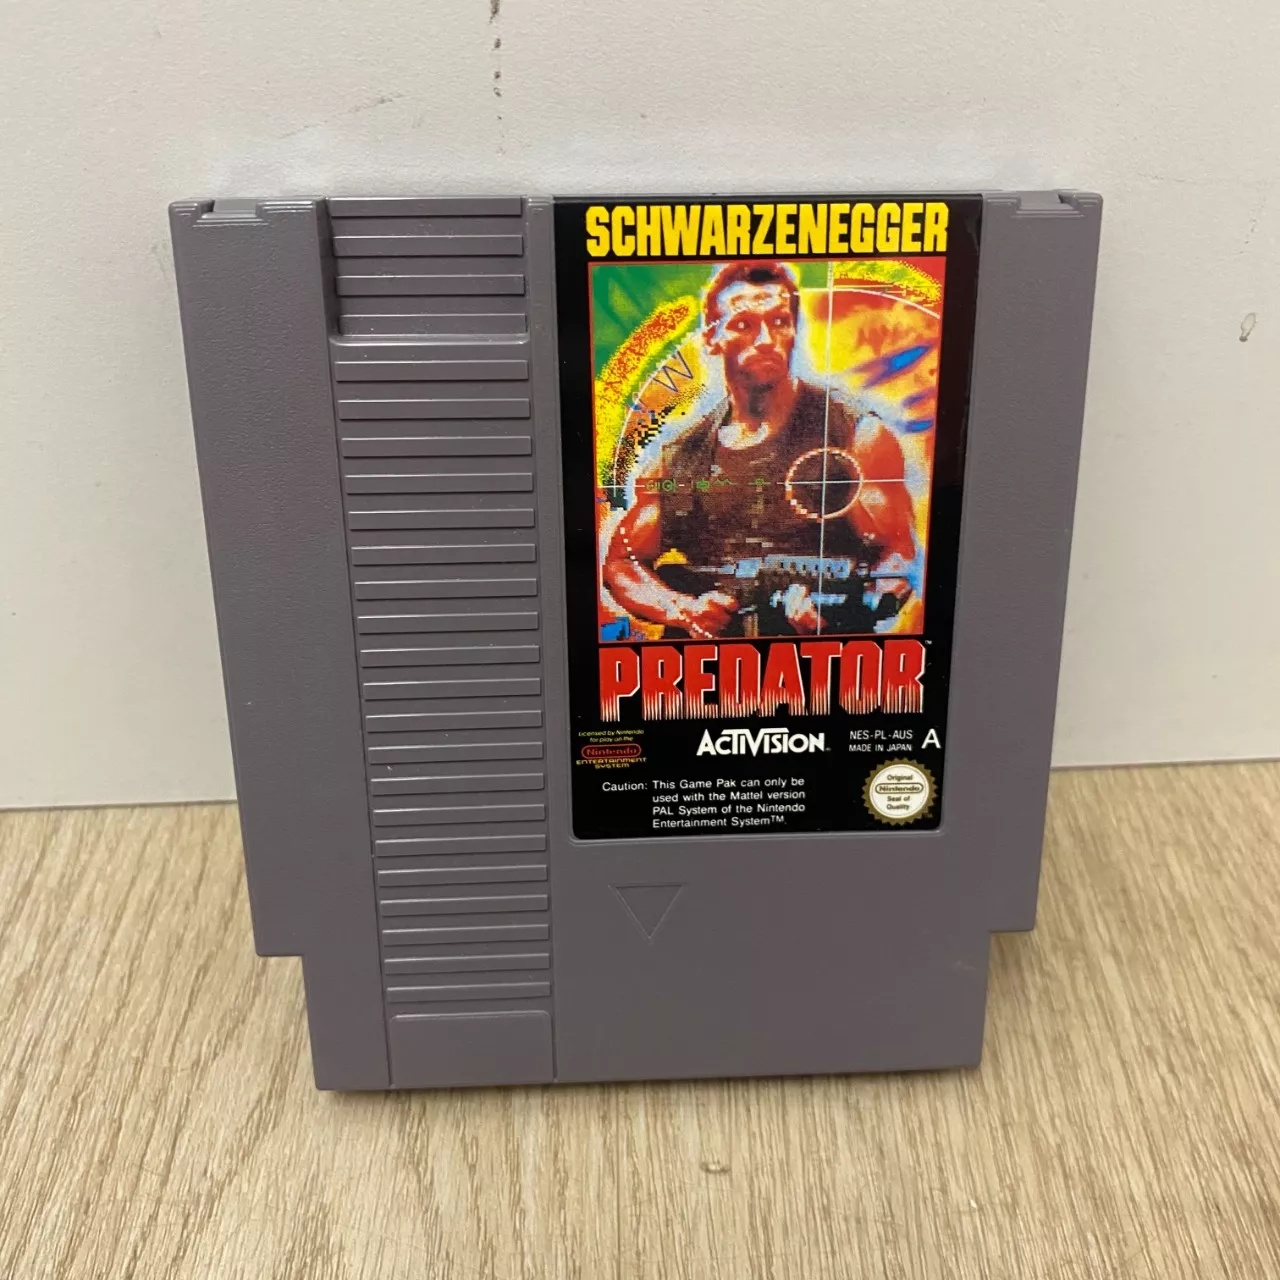 SCHWARZENEGGER
W
PREDATOR™
Licensed by Nintendo
for play on the
Nintendo
ENTERTAINMENT
SYSTEM
ACTIVISION
NES-PL-AUS
MADE IN JAPAN
A
Caution: This Game Pak can only be
used with the Mattel version
PAL System of the Nintendo
Entertainment System™.
Original
Nintendo
Seal of
Quality